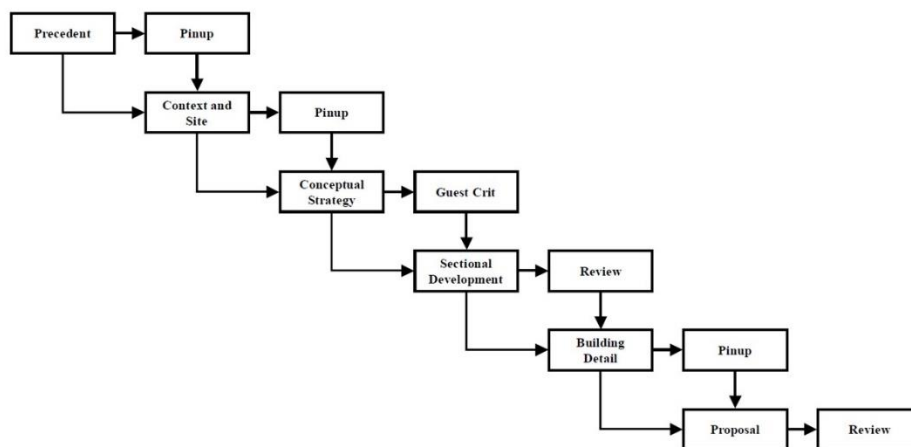 Precedent
Pinup
Context and
Site
Pinup
Conceptual
Strategy
Guest Crit
Sectional
Development
Review
Building
Detail
Pinup
Proposal
Review